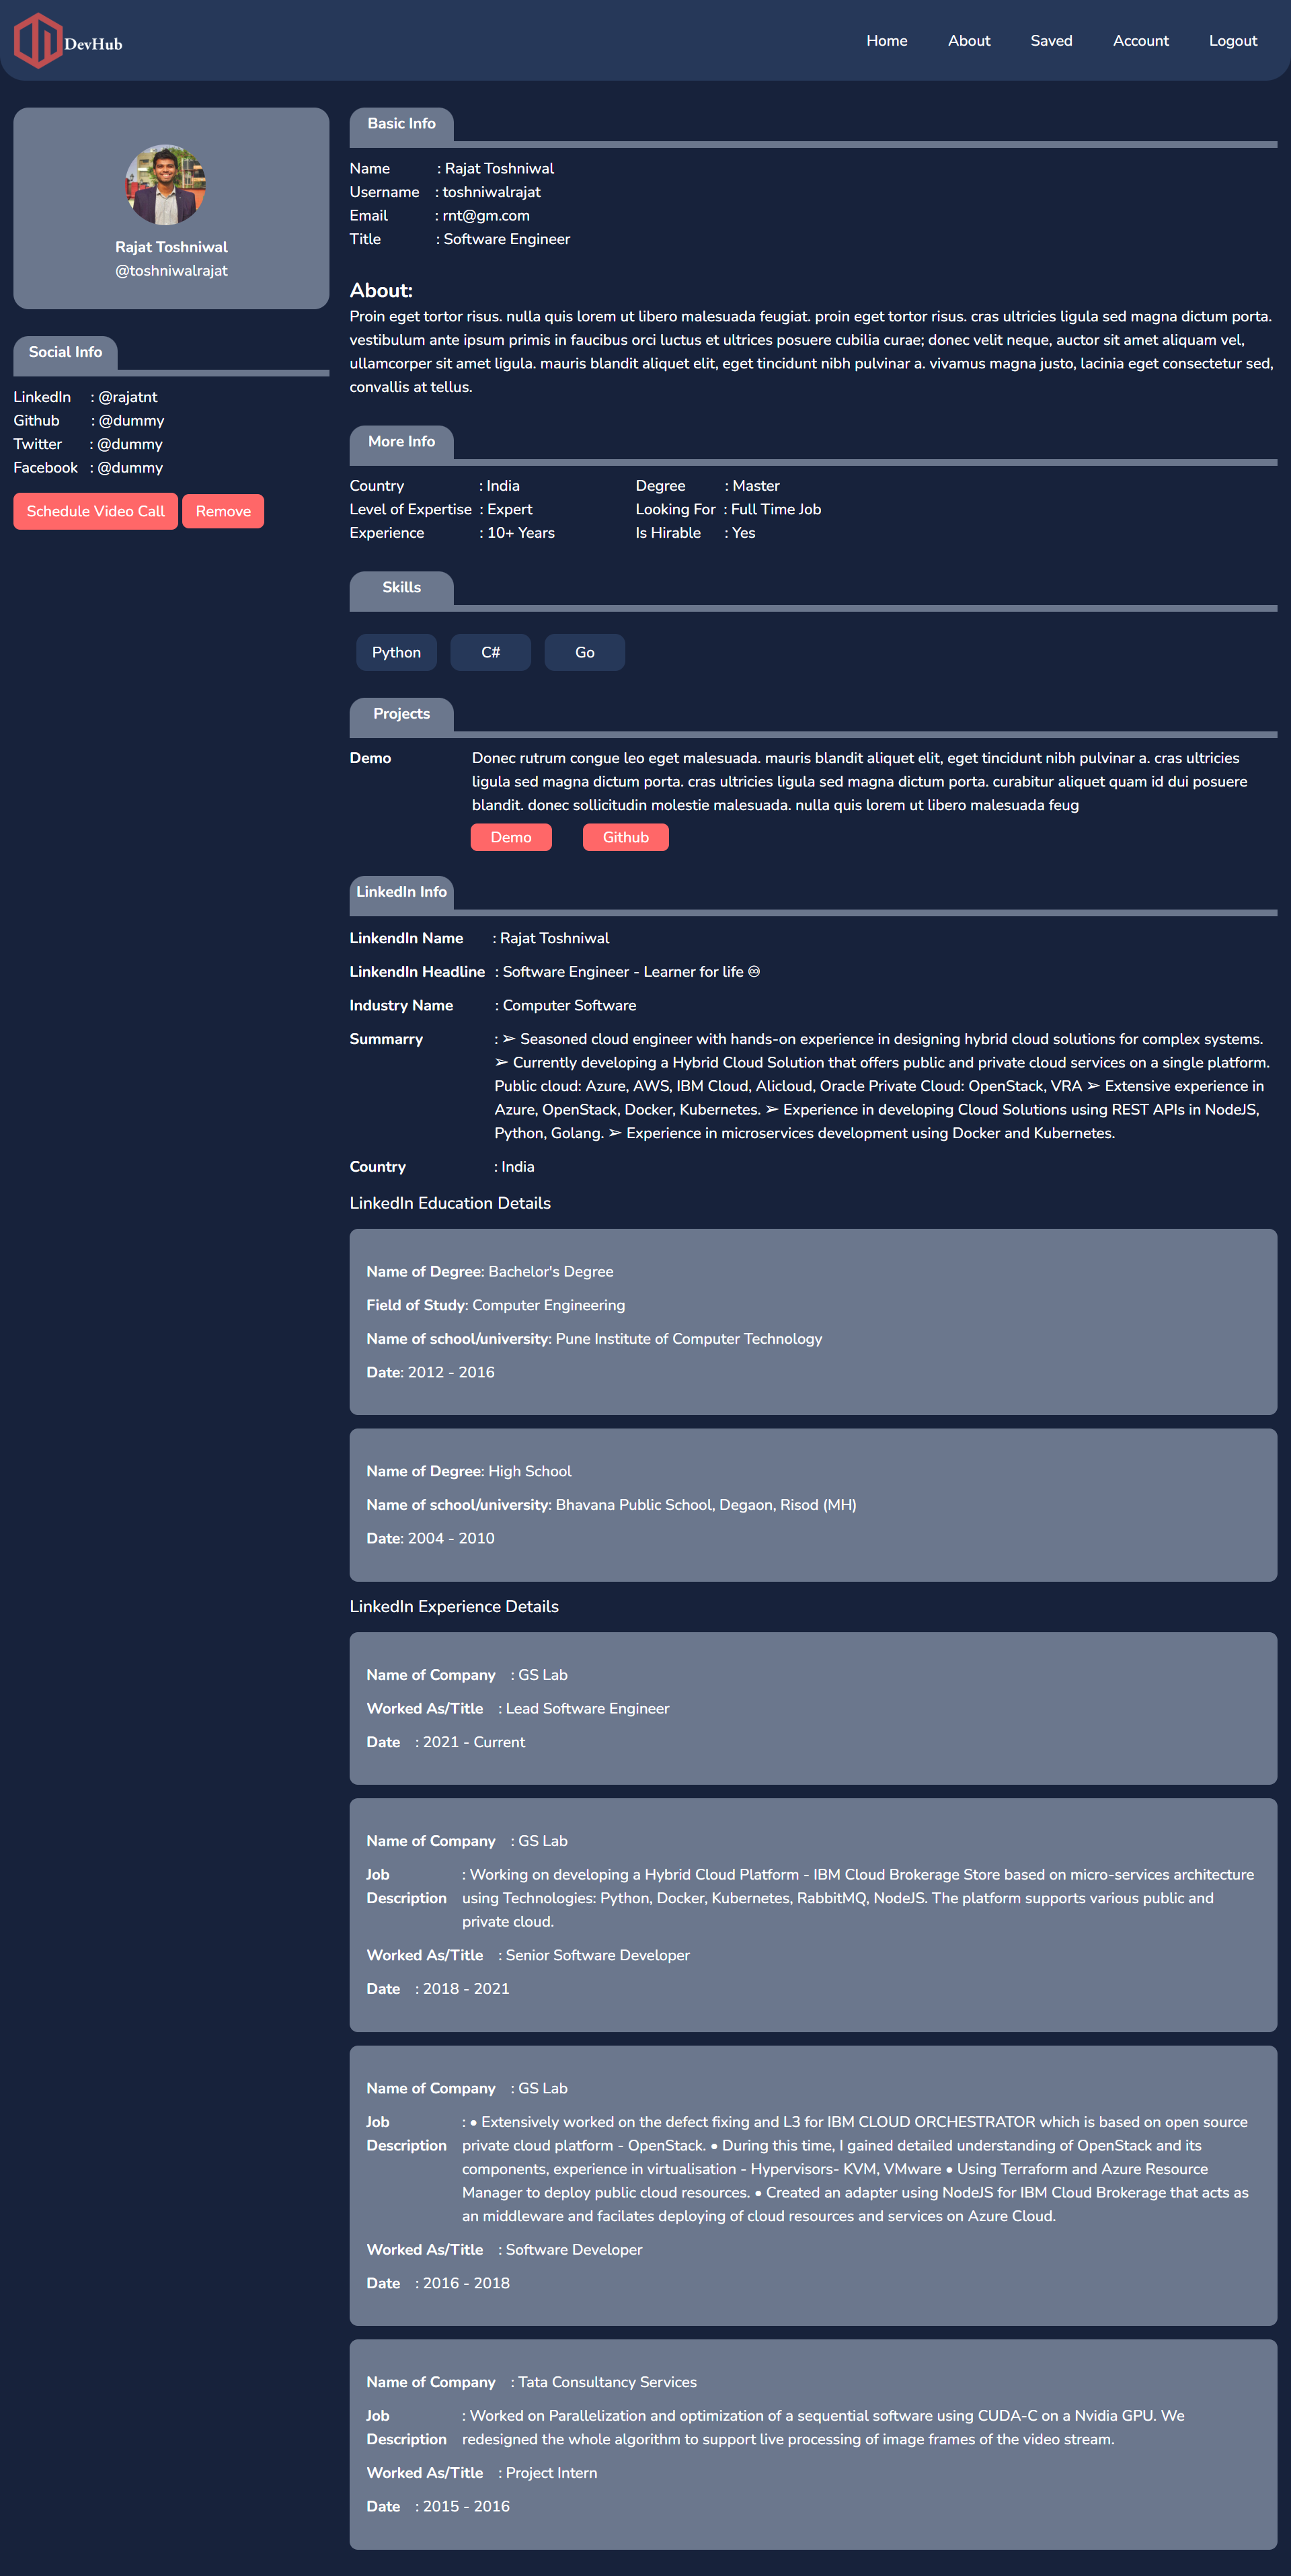 DevHub
Home About Saved Account Logout
Rajat Toshniwal
@toshniwalrajat
Social Info
LinkedIn : @rajatnt
Github : @dummy
Twitter : @dummy
Facebook : @dummy
Schedule Video Call Remove
Basic Info
Name : Rajat Toshniwal
Username : toshniwalrajat
Email : rnt@gm.com
Title : Software Engineer
About:
Proin eget tortor risus. nulla quis lorem ut libero malesuada feugiat. proin eget tortor risus. cras ultricies ligula sed magna dictum porta.
vestibulum ante ipsum primis in faucibus orci luctus et ultrices posuere cubilia curae; donec velit neque, auctor sit amet aliquam vel,
ullamcorper sit amet ligula. mauris blandit aliquet elit, eget tincidunt nibh pulvinar a. vivamus magna justo, lacinia eget consectetur sed,
convallis at tellus.
More Info
Country : India Degree : Master
Level of Expertise : Expert Looking For : Full Time Job
Experience : 10+ Years Is Hirable : Yes
Skills
Python C# Go
Projects
Demo Donec rutrum congue leo eget malesuada. mauris blandit aliquet elit, eget tincidunt nibh pulvinar a. cras ultricies
ligula sed magna dictum porta. cras ultricies ligula sed magna dictum porta. curabitur aliquet quam id dui posuere
blandit. donec sollicitudin molestie malesuada. nulla quis lorem ut libero malesuada feug
Demo Github
LinkedIn Info
LinkendIn Name : Rajat Toshniwal
LinkendIn Headline : Software Engineer - Learner for life ♾
Industry Name : Computer Software
Summarry : ➢ Seasoned cloud engineer with hands-on experience in designing hybrid cloud solutions for complex systems.
➢ Currently developing a Hybrid Cloud Solution that offers public and private cloud services on a single platform.
Public cloud: Azure, AWS, IBM Cloud, Alicloud, Oracle Private Cloud: OpenStack, VRA ➢ Extensive experience in
Azure, OpenStack, Docker, Kubernetes. ➢ Experience in developing Cloud Solutions using REST APIs in NodeJS,
Python, Golang. ➢ Experience in microservices development using Docker and Kubernetes.
Country : India
LinkedIn Education Details
Name of Degree: Bachelor's Degree
Field of Study: Computer Engineering
Name of school/university: Pune Institute of Computer Technology
Date: 2012 - 2016
Name of Degree: High School
Name of school/university: Bhavana Public School, Degaon, Risod (MH)
Date: 2004 - 2010
LinkedIn Experience Details
Name of Company : GS Lab
Worked As/Title : Lead Software Engineer
Date : 2021 - Current
Name of Company : GS Lab
Job : Working on developing a Hybrid Cloud Platform - IBM Cloud Brokerage Store based on micro-services architecture
Description using Technologies: Python, Docker, Kubernetes, RabbitMQ, NodeJS. The platform supports various public and
private cloud.
Worked As/Title : Senior Software Developer
Date : 2018 - 2021
Name of Company : GS Lab
Job : • Extensively worked on the defect fixing and L3 for IBM CLOUD ORCHESTRATOR which is based on open source
Description private cloud platform - OpenStack. • During this time, I gained detailed understanding of OpenStack and its
components, experience in virtualisation - Hypervisors- KVM, VMware • Using Terraform and Azure Resource
Manager to deploy public cloud resources. • Created an adapter using NodeJS for IBM Cloud Brokerage that acts as
an middleware and facilates deploying of cloud resources and services on Azure Cloud.
Worked As/Title : Software Developer
Date : 2016 - 2018
Name of Company : Tata Consultancy Services
Job : Worked on Parallelization and optimization of a sequential software using CUDA-C on a Nvidia GPU. We
Description redesigned the whole algorithm to support live processing of image frames of the video stream.
Worked As/Title : Project Intern
Date : 2015 - 2016